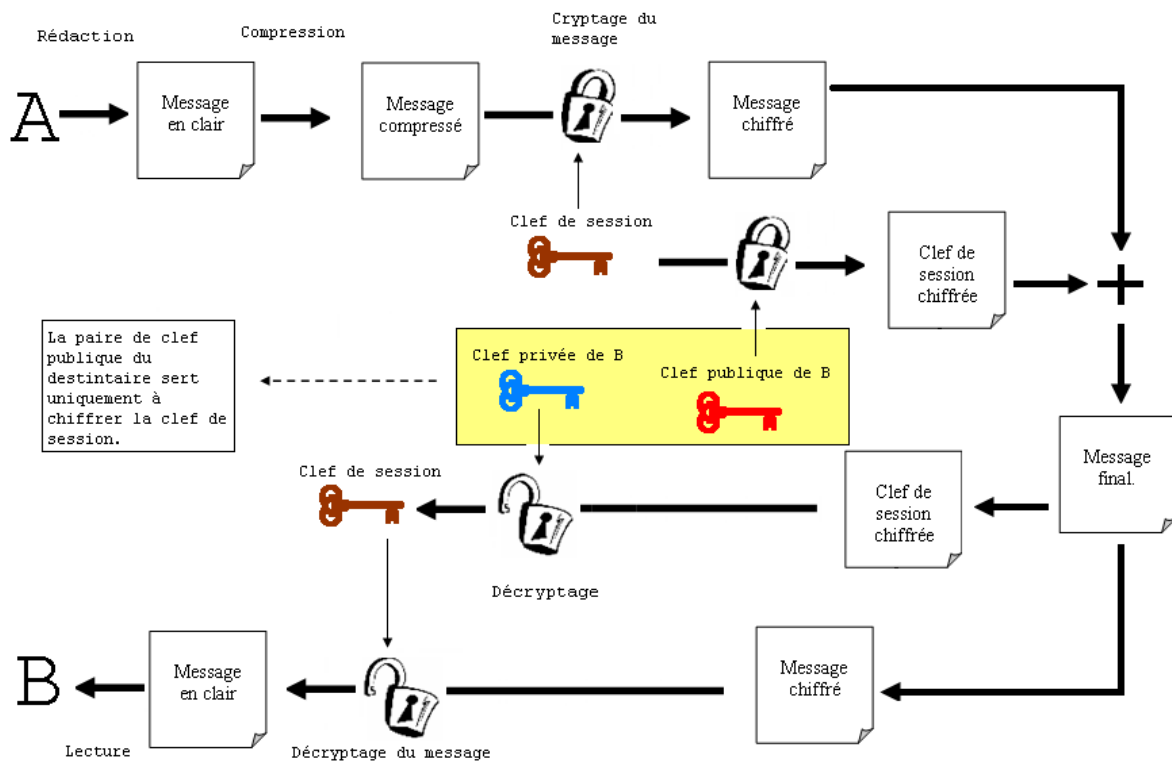 Rédaction
Compression
Cryptage du
message
A
Message
en clair
Message
compressé
Message
chiffré
Clef de session
Clef de
session
chiffrée
La paire de clef
publique du
destintaire sert
uniquement à
chiffrer la clef de
session.
Clef privée de B
Clef publique de B
Message
final.
Clef de session
Clef de
session
chiffrée
Décryptage
B
Message
en clair
Message
chiffré
Lecture
Décryptage du message